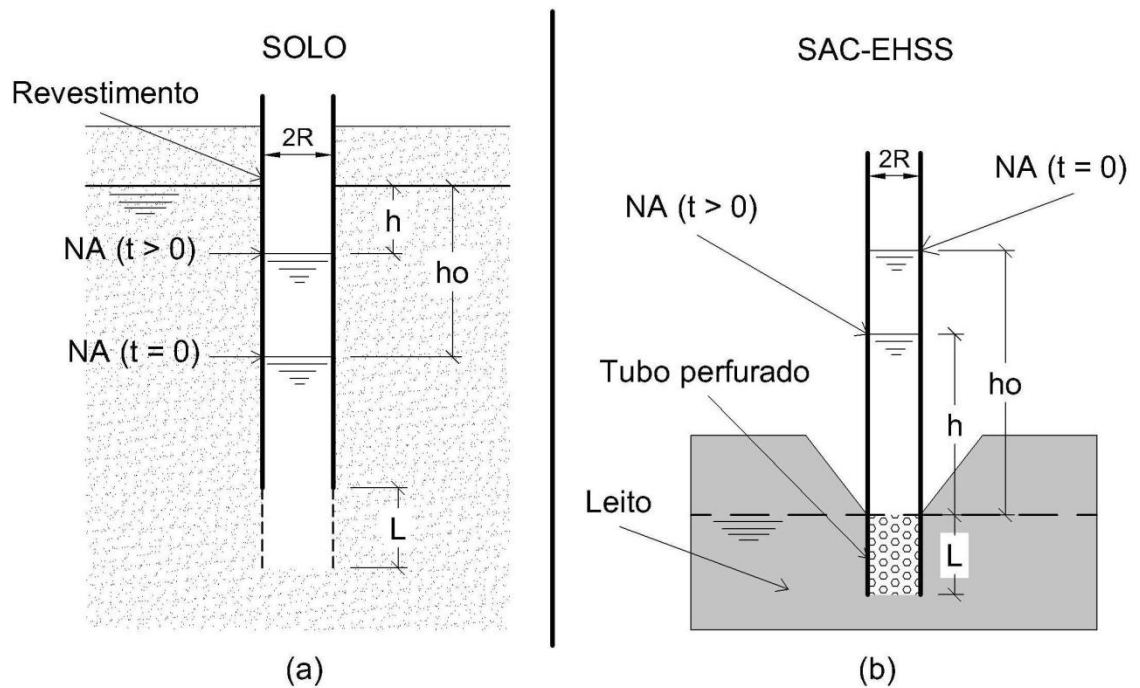 SOLO
Revestimento
2R
h
NA (t > 0)
ho
NA (t = 0)
L
(a)
SAC-EHSS
2R
NA (t = 0)
NA (t > 0)
ho
Tubo perfurado
h
Leito
L
(b)